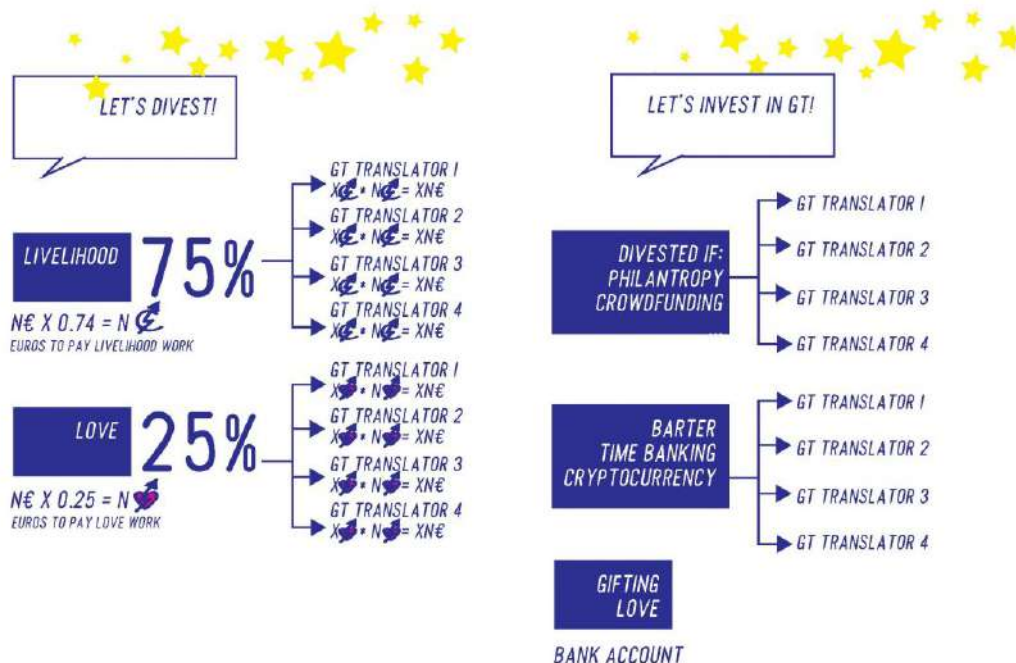 LET'S DIVEST!
LIVELIHOOD
75%
N€ X 0.74 = N
EUROS TO PAY LIVELIHOOD WORK
GT TRANSLATOR 1
X€ * N€ = XN€
GT TRANSLATOR 2
X€ * N€ = XN€
GT TRANSLATOR 3
X€ * N€ = XN€
GT TRANSLATOR 4
X€ * N€ = XN€
LOVE
25%
N€ X 0.25 = N
EUROS TO PAY LOVE WORK
GT TRANSLATOR 1
X * N = XN€
GT TRANSLATOR 2
X * N = XN€
GT TRANSLATOR 3
X * N = XN€
GT TRANSLATOR 4
X * N = XN€
LET'S INVEST IN GT!
DIVESTED IF:
PHILANTROPY
CROWDFUNDING
...
GT TRANSLATOR 1
GT TRANSLATOR 2
GT TRANSLATOR 3
GT TRANSLATOR 4
BARTER
TIME BANKING
CRYPTOCURRENCY
GT TRANSLATOR 1
GT TRANSLATOR 2
GT TRANSLATOR 3
GT TRANSLATOR 4
GIFTING
LOVE
BANK ACCOUNT